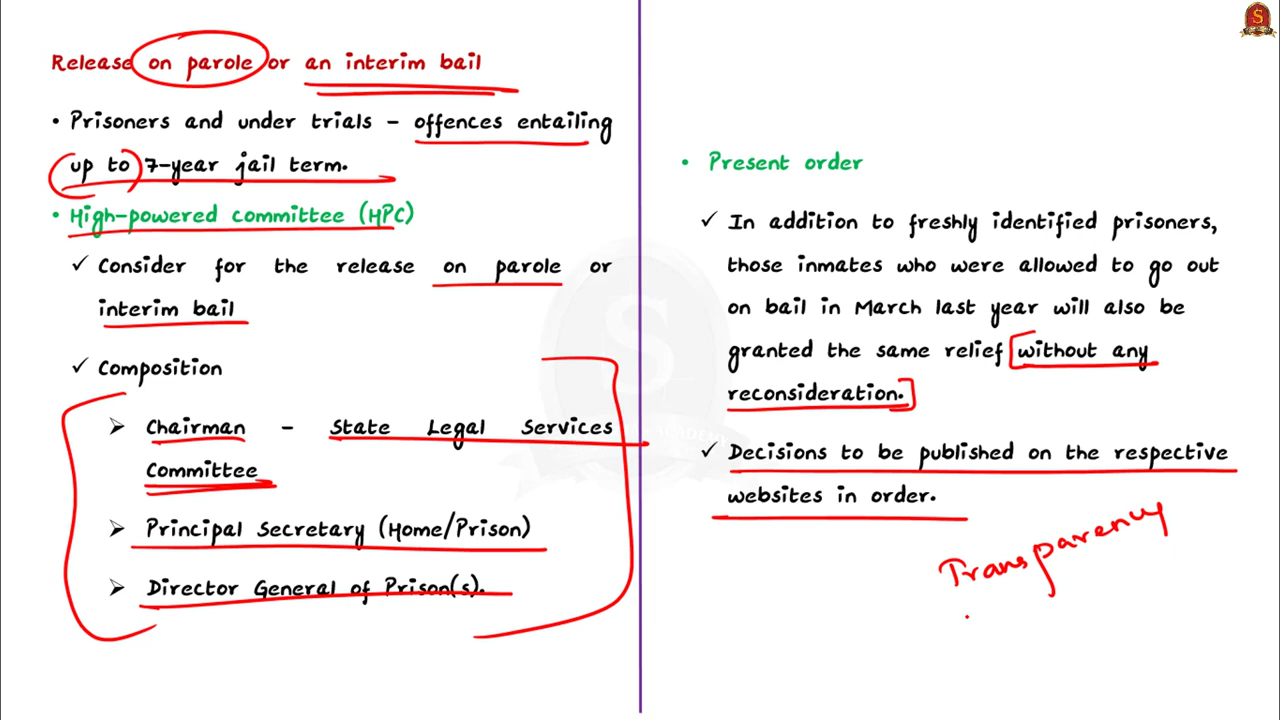 Release on parole or an interim bail
• Prisoners and under trials - offences entailing
up to 7-year jail term.
• High-powered committee (HPC)
✓ Consider for the release on parole or
interim bail
✓ Composition
➢ Chairman - State Legal Services
Committee
➢ Principal Secretary (Home/Prison)
➢ Director General of Prison(s).
• Present order
✓ In addition to freshly identified prisoners,
those inmates who were allowed to go out
on bail in March last year will also be
granted the same relief without any
reconsideration.
✓ Decisions to be published on the respective
websites in order.
Transparency